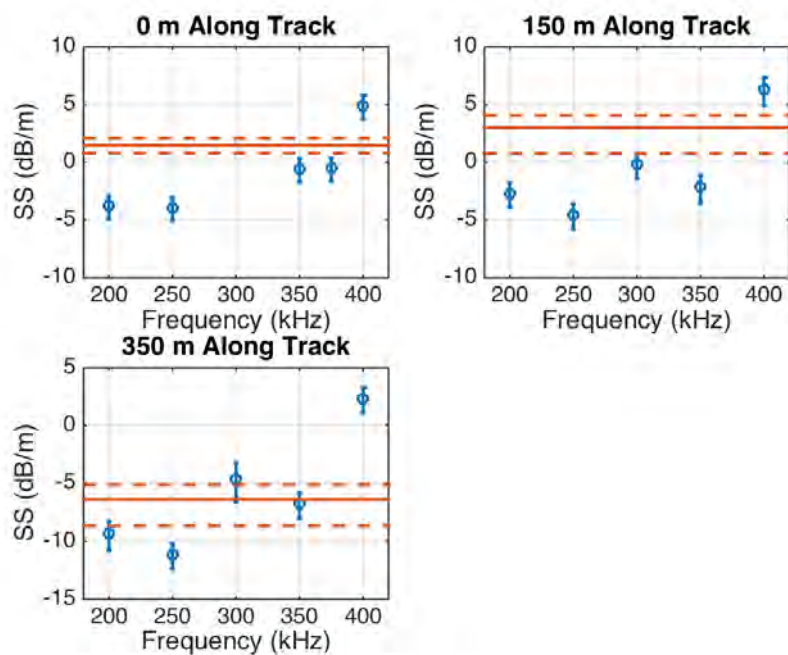 0 m Along Track
10
5
0
-5
-10
SS (dB/m)
200 250 300 350 400
Frequency (kHz)
150 m Along Track
10
5
0
-5
-10
SS (dB/m)
200 250 300 350 400
Frequency (kHz)
350 m Along Track
5
0
-5
-10
-15
SS (dB/m)
200 250 300 350 400
Frequency (kHz)